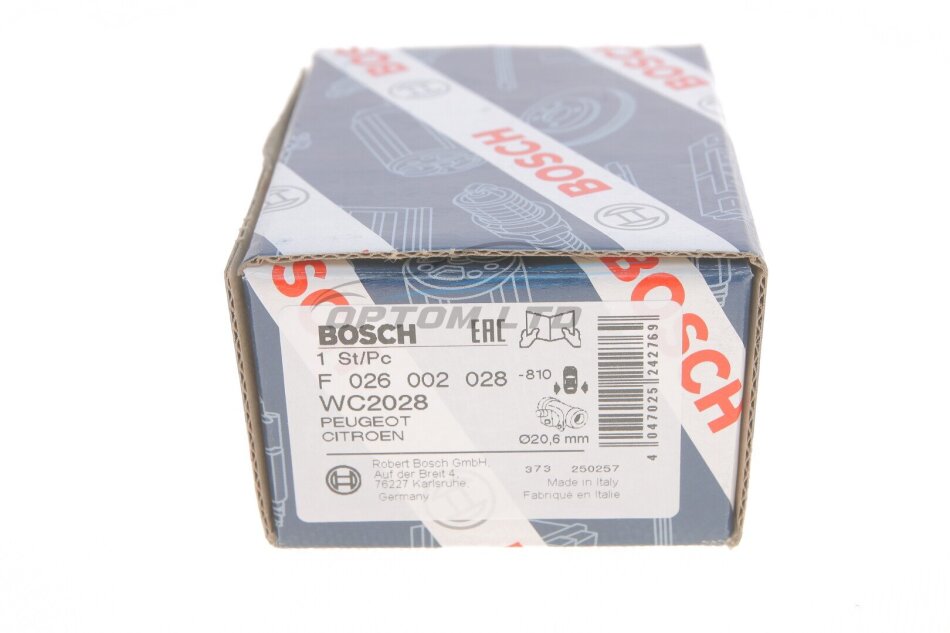 BOSCH
BOSCH
BOSCH
BOSCH
OPTOM LTD
BOSCH EAC
1 St/Pc
F 026 002 028 -810
WC2028
PEUGEOT
CITROEN
Ø20,6 mm
4 047025 242769
Robert Bosch GmbH,
Auf der Breit 4,
76227 Karlsruhe
Germany
373 250257
Made in Italy
Fabriqué en Italie